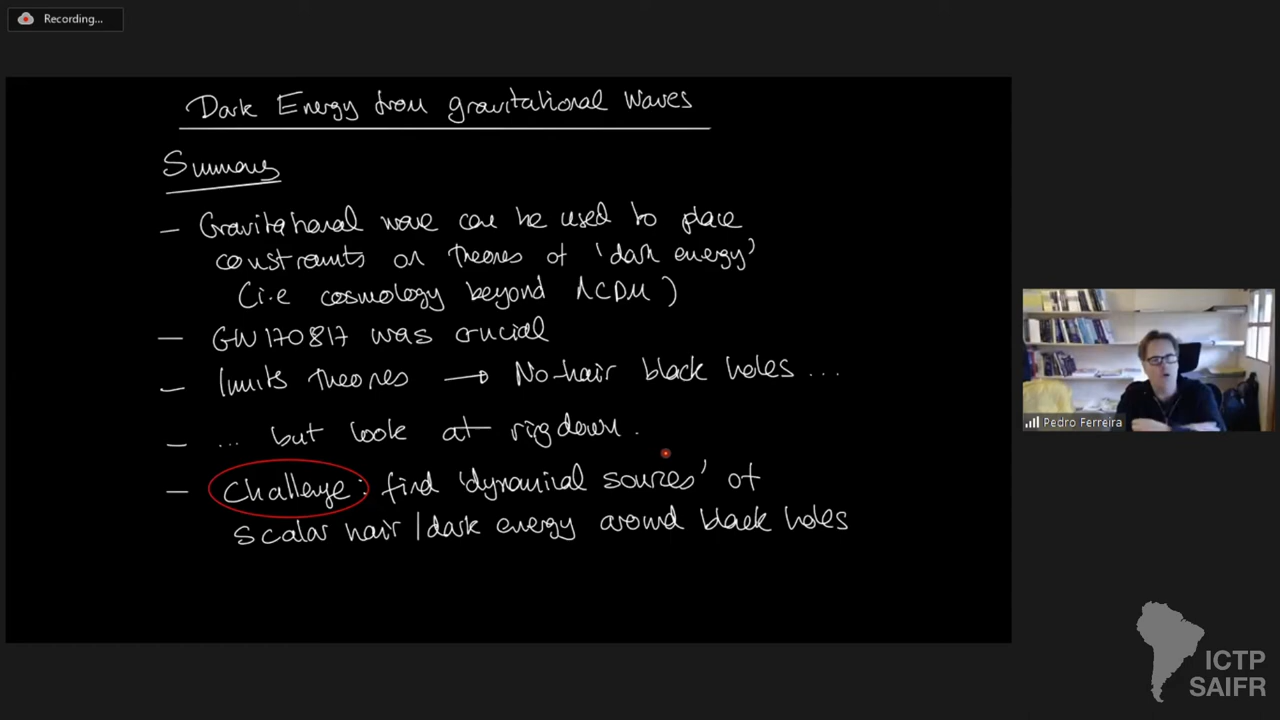 Recording...
Dark Energy from gravitational waves
Summary
- Gravitational wave can be used to place
constraints on theories of 'dark energy'
(i.e cosmology beyond ΛCDM)
- GW170817 was crucial
- limits theories → No-hair black holes ...
- ... but look at ringdown.
- Challenge: find 'dynamical sources' of
scalar hair/dark energy around black holes
Pedro Ferreira
ICTP
SAIFR